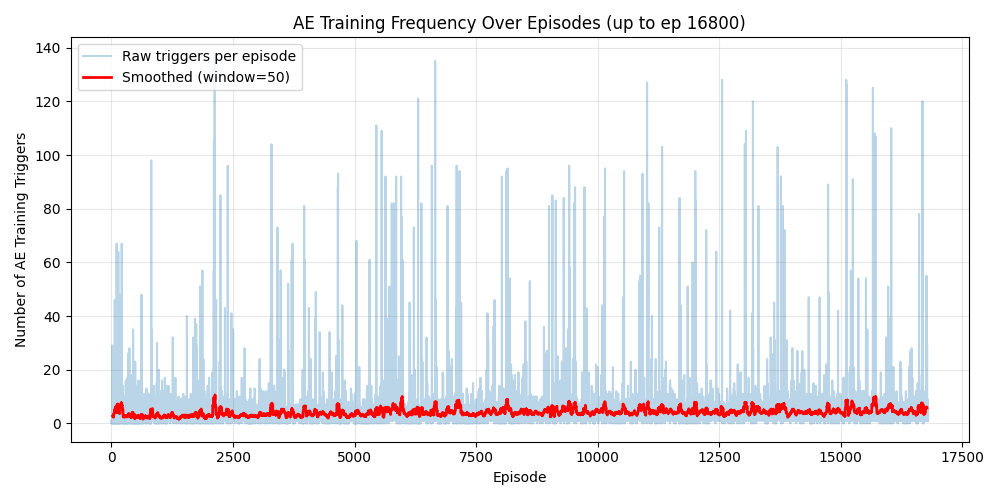 AE Training Frequency Over Episodes (up to ep 16800)
Raw triggers per episode
Smoothed (window=50)
Number of AE Training Triggers
140
120
100
80
60
40
20
0
0 2500 5000 7500 10000 12500 15000 17500
Episode